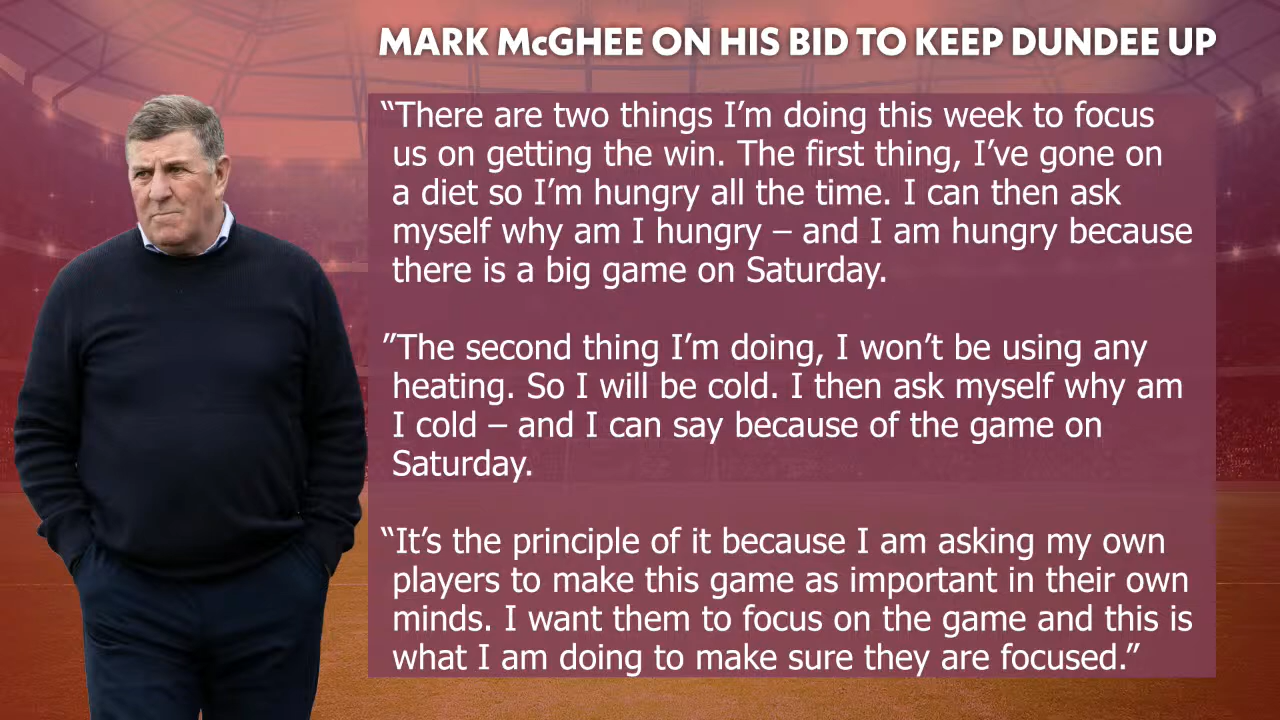 MARK McGHEE ON HIS BID TO KEEP DUNDEE UP
“There are two things I’m doing this week to focus
us on getting the win. The first thing, I’ve gone on
a diet so I’m hungry all the time. I can then ask
myself why am I hungry – and I am hungry because
there is a big game on Saturday.
”The second thing I’m doing, I won’t be using any
heating. So I will be cold. I then ask myself why am
I cold – and I can say because of the game on
Saturday.
“It’s the principle of it because I am asking my own
players to make this game as important in their own
minds. I want them to focus on the game and this is
what I am doing to make sure they are focused.”